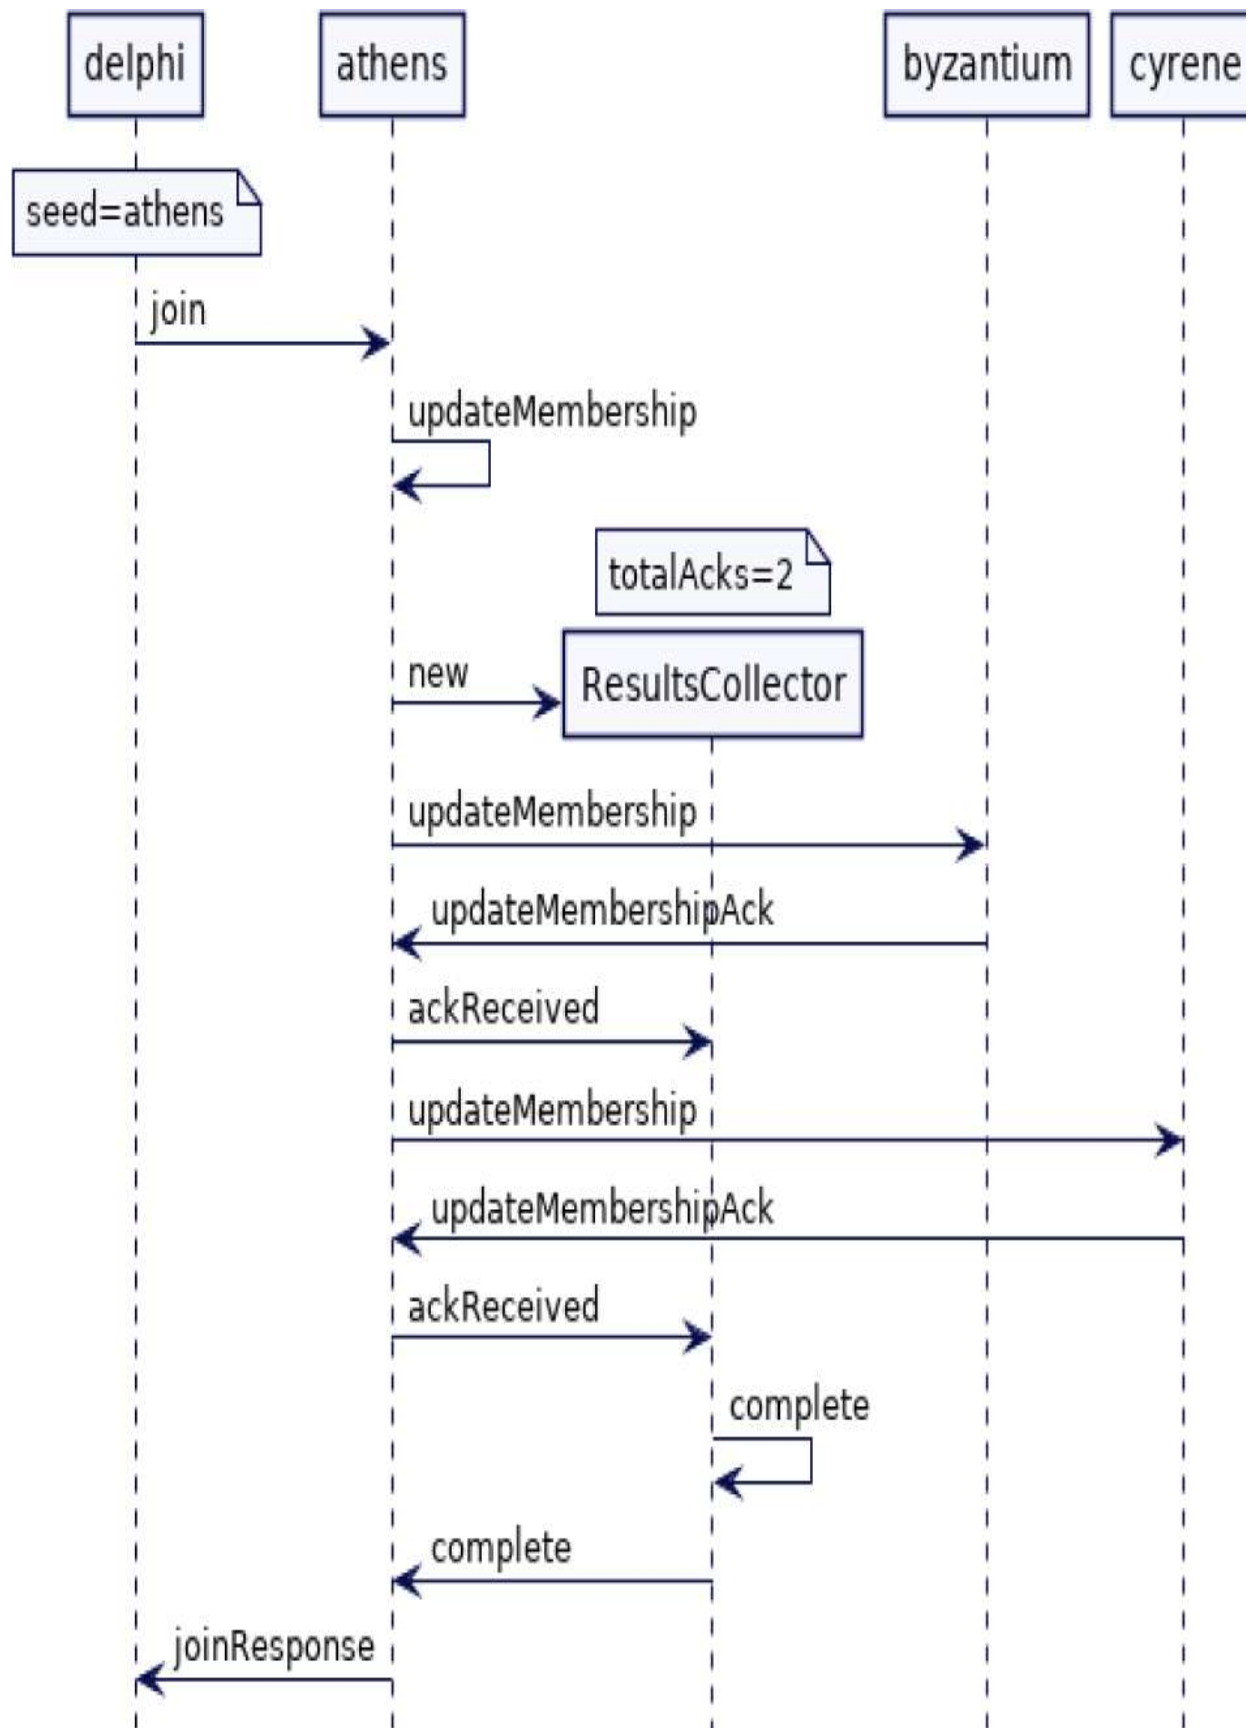 delphi
athens
byzantium
cyrene
seed=athens
join
updateMembership
totalAcks=2
new
ResultsCollector
updateMembership
updateMembershipAck
ackReceived
updateMembership
updateMembershipAck
ackReceived
complete
complete
joinResponse